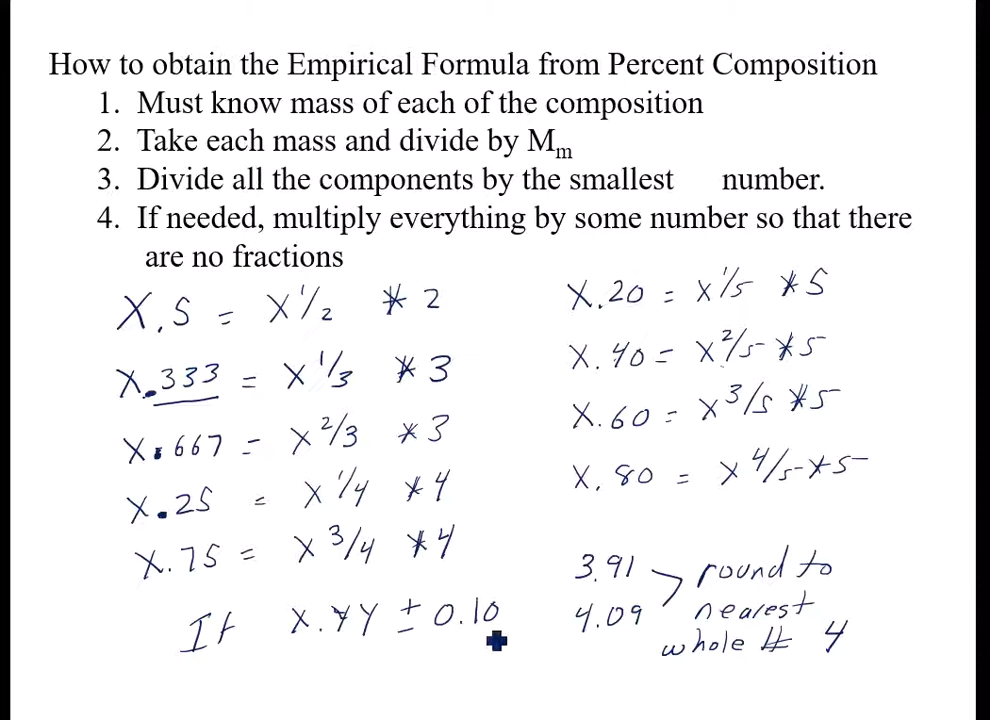 How to obtain the Empirical Formula from Percent Composition
1. Must know mass of each of the composition
2. Take each mass and divide by Mm
3. Divide all the components by the smallest number.
4. If needed, multiply everything by some number so that there
are no fractions
X.5 = X 1/2 * 2
X.333 = X 1/3 * 3
X.667 = X 2/3 * 3
X.25 = X 1/4 * 4
X.75 = X 3/4 * 4
If X.YY ± 0.10
X.20 = X 1/5 * 5
X.40 = X 2/5 * 5
X.60 = X 3/5 * 5
X.80 = X 4/5 * 5
3.91 round to
4.09 nearest
whole # 4